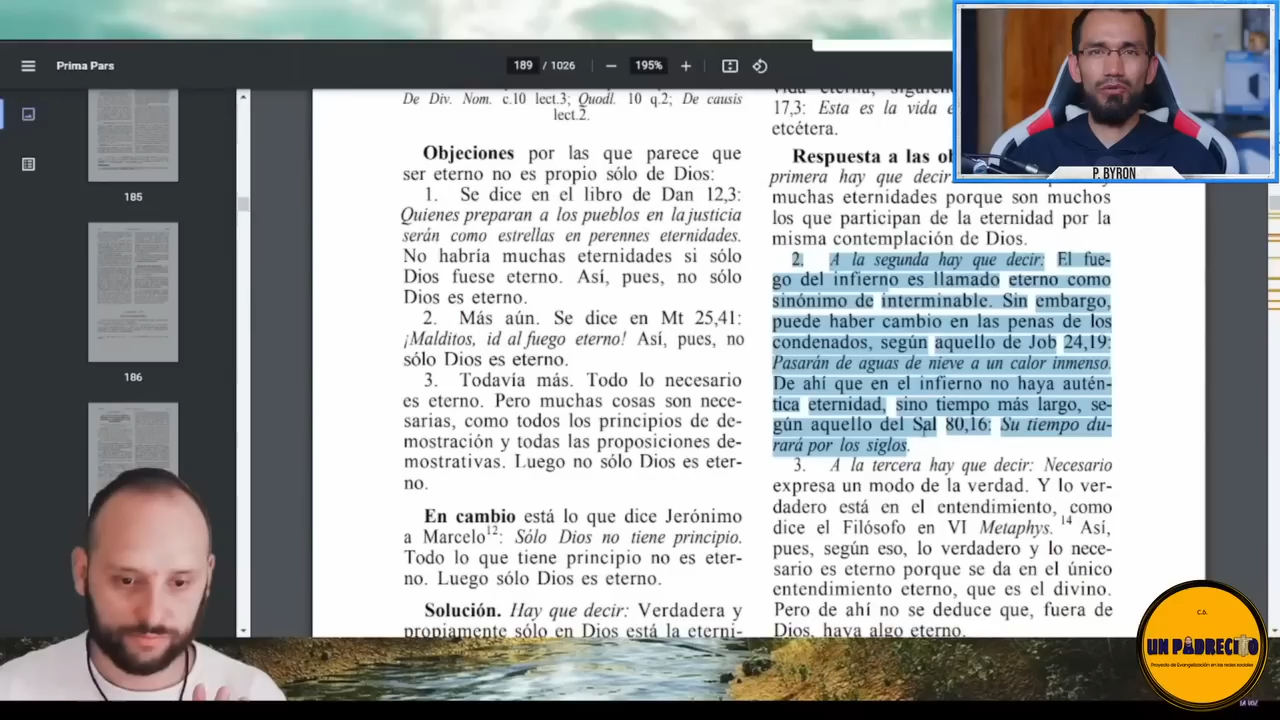 Prima Pars
189 / 1026
195%
185
186
De Div. Nom. c.10 lect.3; Quodl. 10 q.2; De causis
lect.2.
Objeciones por las que parece que
ser eterno no es propio sólo de Dios:
1. Se dice en el libro de Dan 12,3:
Quienes preparan a los pueblos en la justicia
serán como estrellas en perennes eternidades.
No habría muchas eternidades si sólo
Dios fuese eterno. Así, pues, no sólo
Dios es eterno.
2. Más aún. Se dice en Mt 25,41:
¡Malditos, id al fuego eterno! Así, pues, no
sólo Dios es eterno.
3. Todavía más. Todo lo necesario
es eterno. Pero muchas cosas son nece-
sarias, como todos los principios de de-
mostración y todas las proposiciones de-
mostrativas. Luego no sólo Dios es eter-
no.
En cambio está lo que dice Jerónimo
a Marcelo12: Sólo Dios no tiene principio.
Todo lo que tiene principio no es eter-
no. Luego sólo Dios es eterno.
Solución. Hay que decir: Verdadera y
propiamente sólo en Dios está la eterni-
17,3: Esta es la vida e
etcétera.
Respuesta a las ob
primera hay que decir
muchas eternidades porque son muchos
los que participan de la eternidad por la
misma contemplación de Dios.
2. A la segunda hay que decir: El fue-
go del infierno es llamado eterno como
sinónimo de interminable. Sin embargo,
puede haber cambio en las penas de los
condenados, según aquello de Job 24,19:
Pasarán de aguas de nieve a un calor inmenso.
De ahí que en el infierno no haya autén-
tica eternidad, sino tiempo más largo, se-
gún aquello del Sal 80,16: Su tiempo du-
rará por los siglos.
3. A la tercera hay que decir: Necesario
expresa un modo de la verdad. Y lo ver-
dadero está en el entendimiento, como
dice el Filósofo en VI Metaphys. 14 Así,
pues, según eso, lo verdadero y lo nece-
sario es eterno porque se da en el único
entendimiento eterno, que es el divino.
Pero de ahí no se deduce que, fuera de
Dios, haya algo eterno.
P. BYRON
UN PADRECITO
Proyecto de Evangelización en las redes sociales
LA VOZ